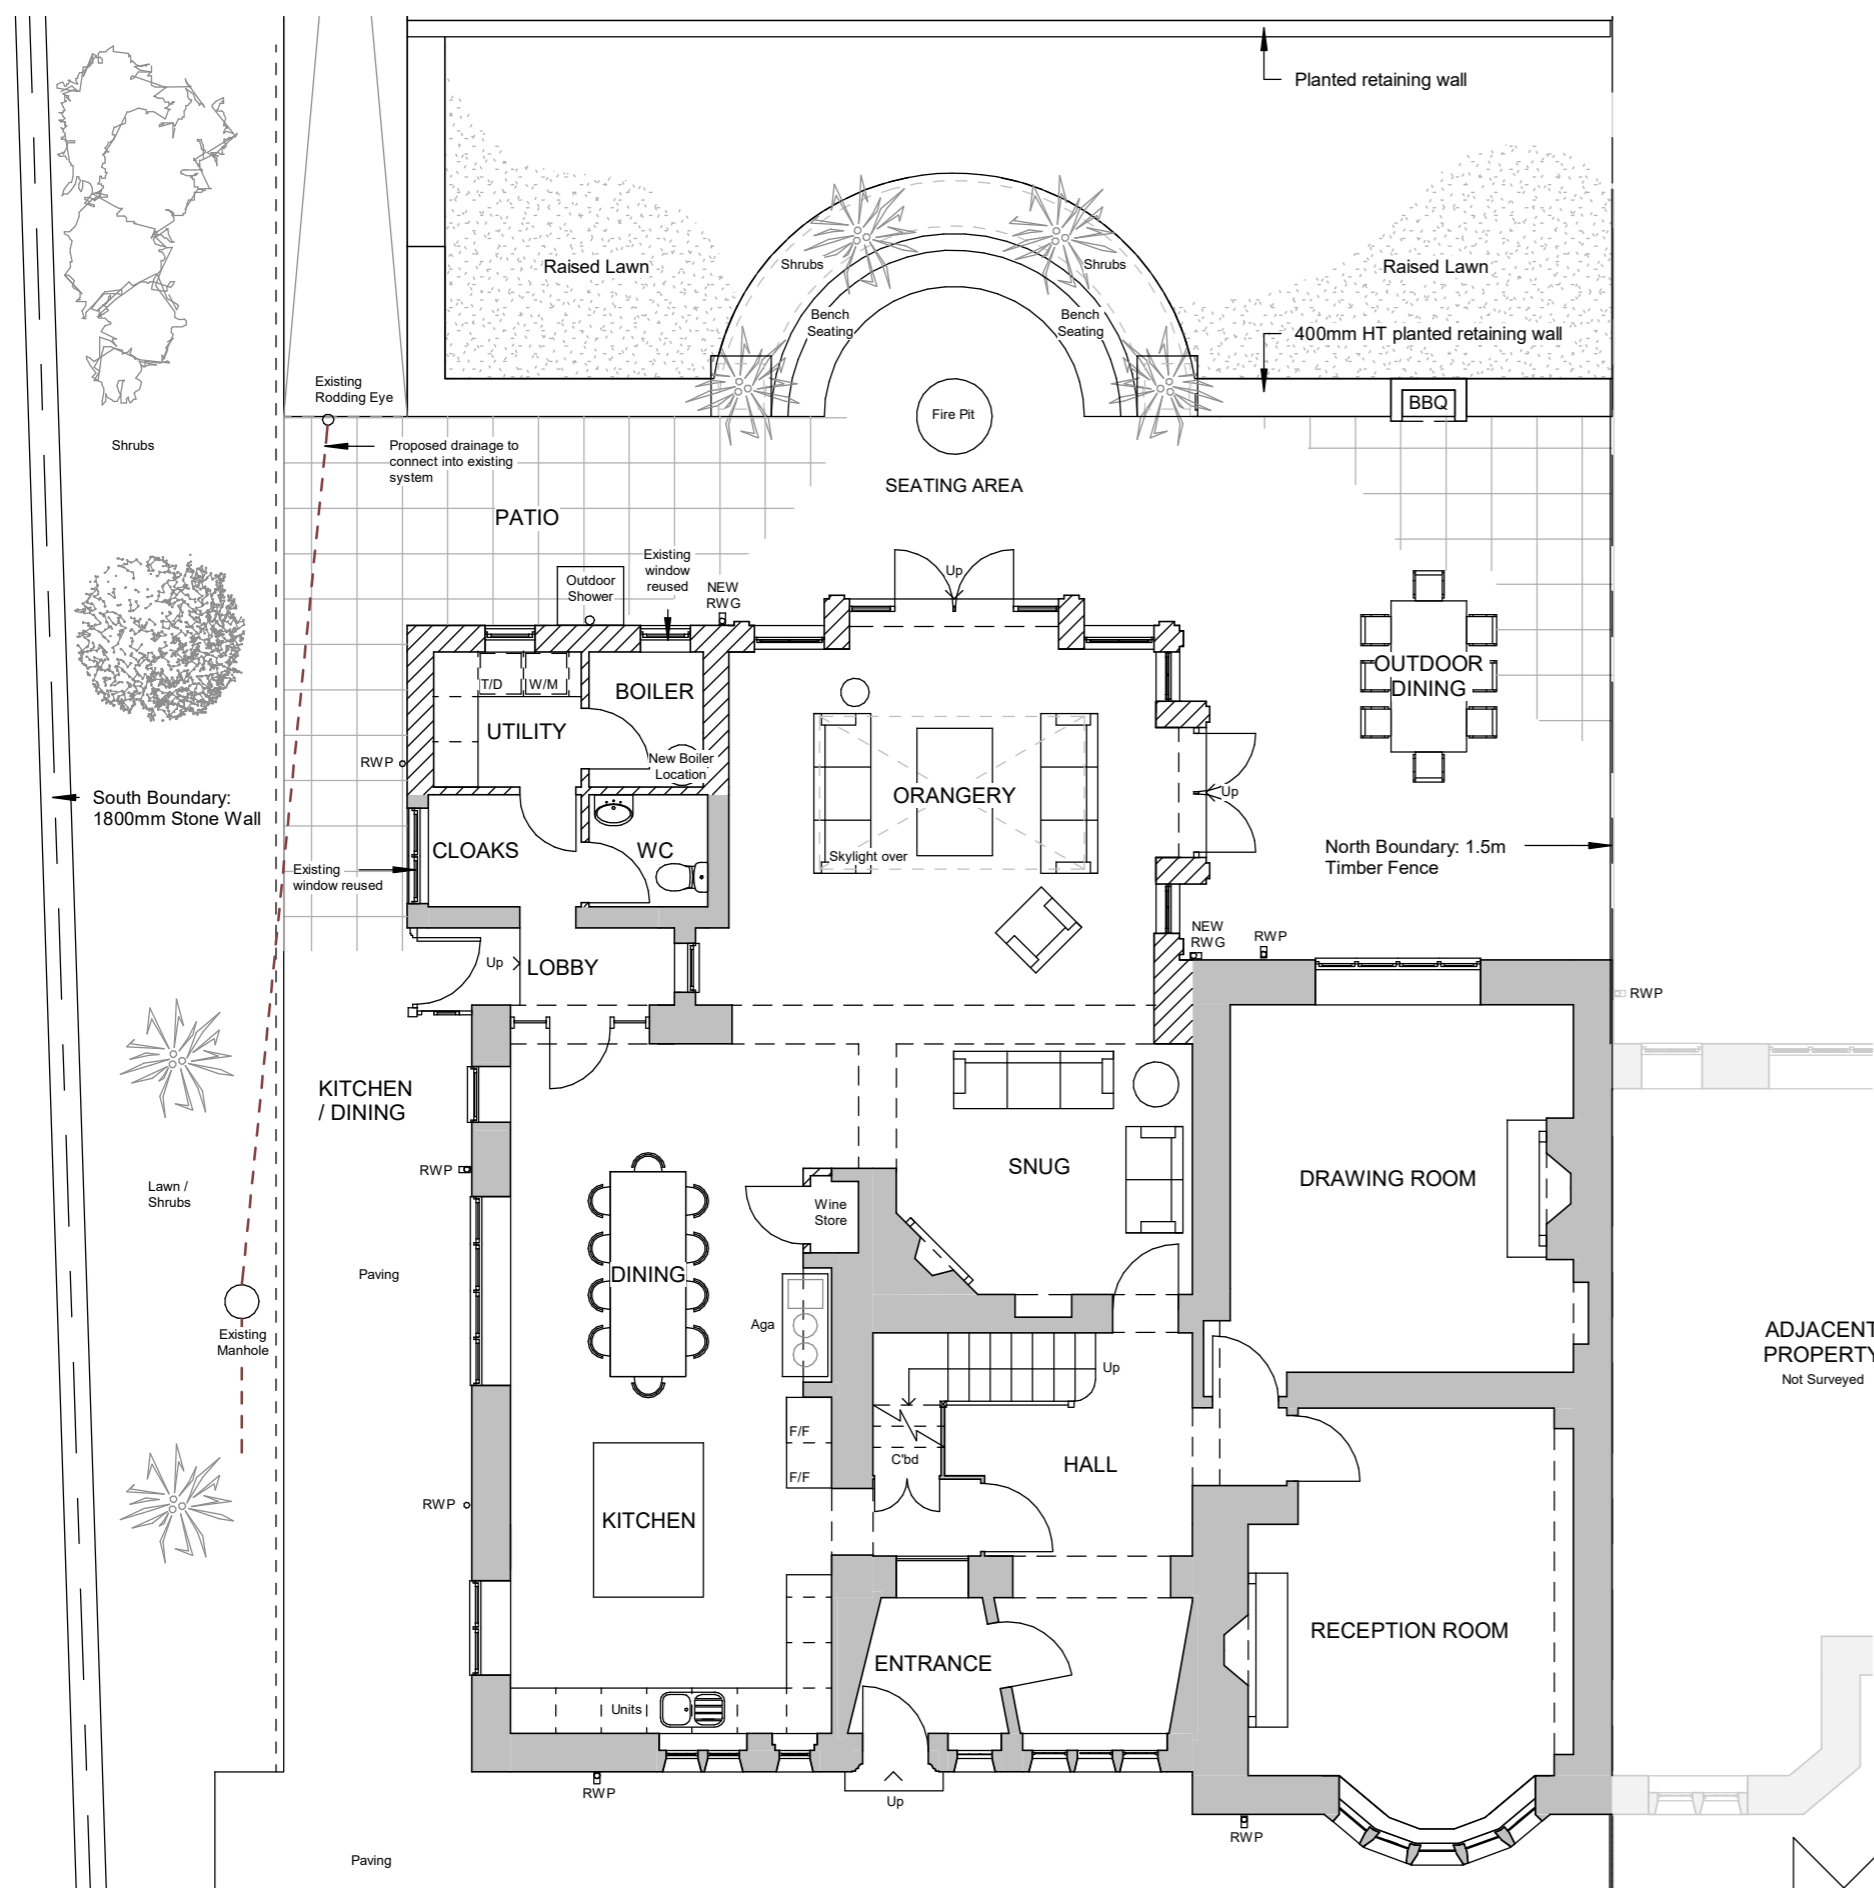 Planted retaining wall
Shrubs
Shrubs
Raised Lawn
Raised Lawn
Bench
Seating
Bench
Seating
400mm HT planted retaining wall
Existing
Rodding Eye
BBQ
Fire Pit
Shrubs
Proposed drainage to
connect into existing
system
SEATING AREA
PATIO
Existing
window
reused
Outdoor
Shower
NEW
RWG
Up
T/D
W/M
BOILER
UTILITY
OUTDOOR
DINING
New Boiler
Location
RWP
ORANGERY
Up
South Boundary:
1800mm Stone Wall
CLOAKS
WC
Skylight over
North Boundary: 1.5m
Timber Fence
Existing
window reused
NEW
RWG
RWP
Up
LOBBY
RWP
KITCHEN
/ DINING
RWP
SNUG
DRAWING ROOM
Lawn /
Shrubs
Wine
Store
Paving
DINING
Aga
Existing
Manhole
ADJACENT
PROPERTY
Not Surveyed
Up
F/F
F/F
C'bd
HALL
RWP
KITCHEN
RECEPTION ROOM
ENTRANCE
Units
RWP
Up
RWP
Paving